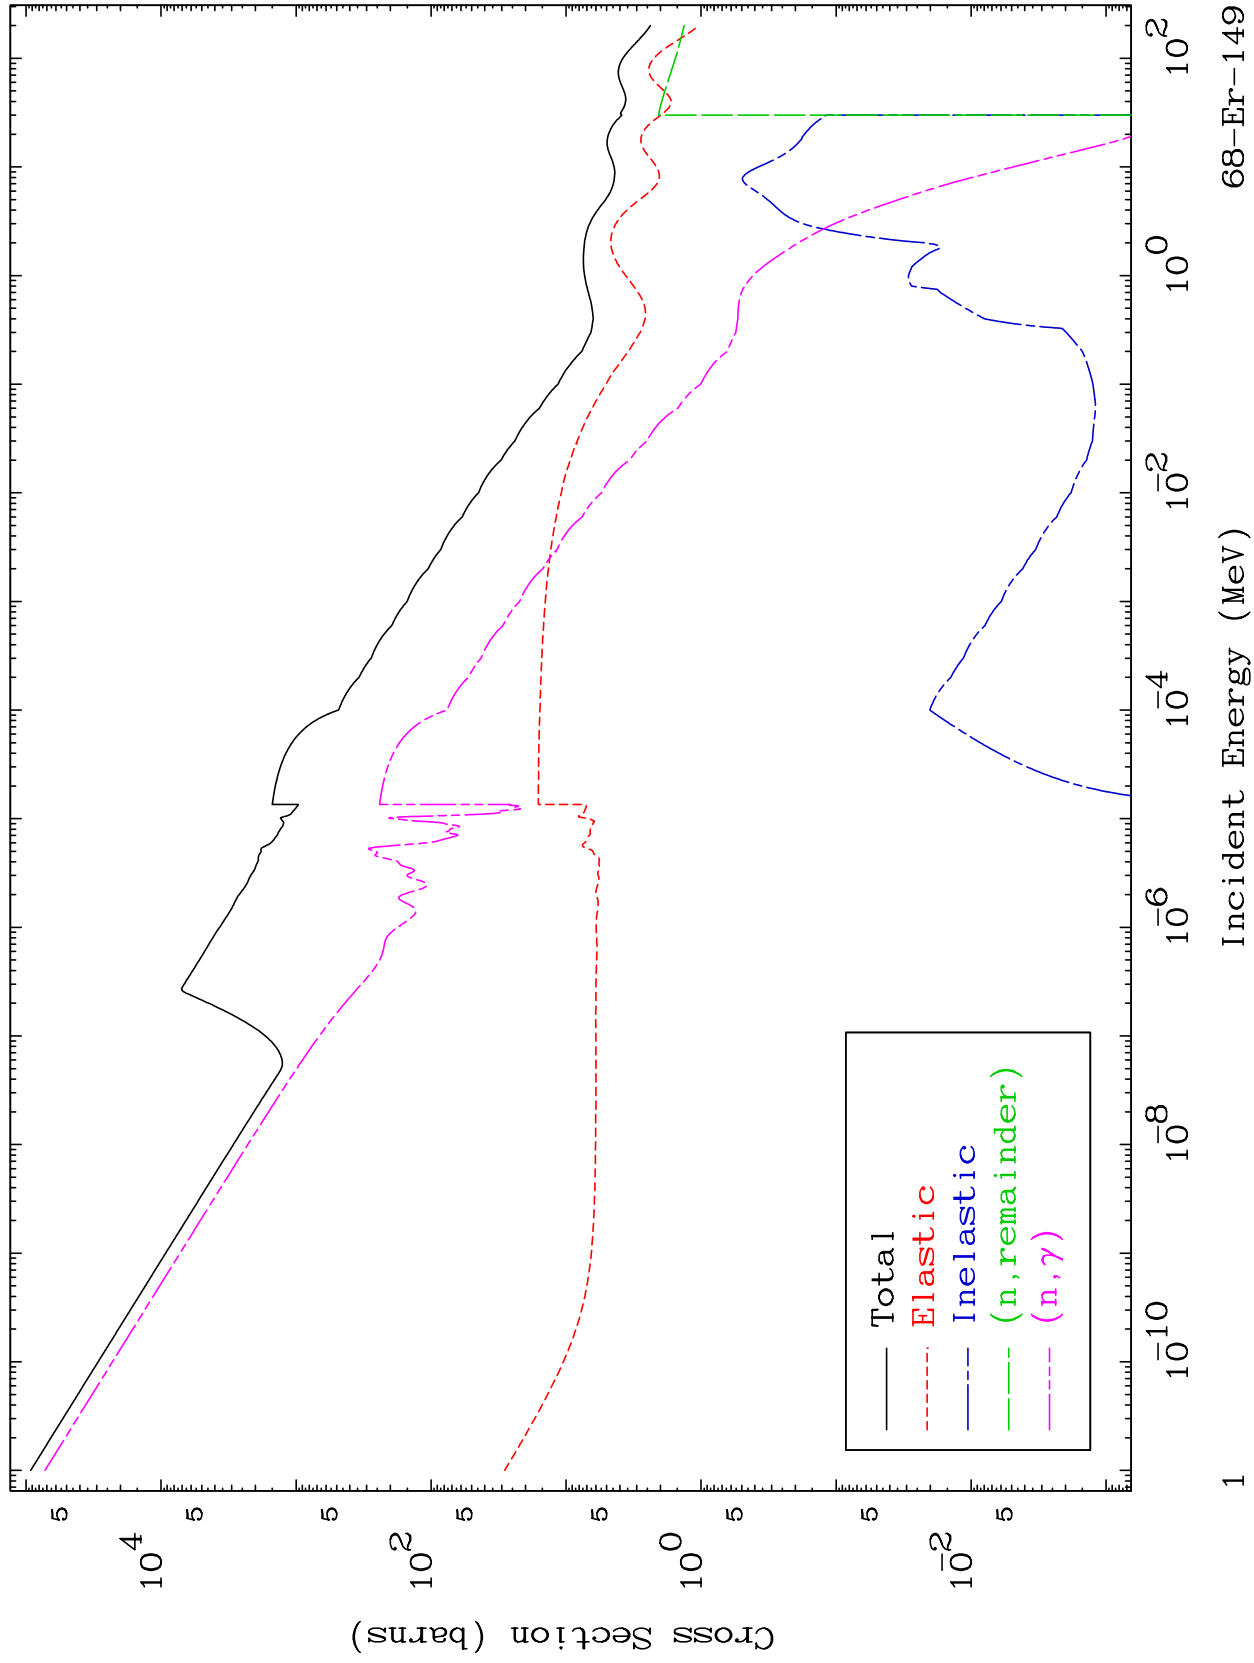 10^4
5
10^2
5
10^0
5
10^-2
5
5
5
Cross Section (barns)
10^-10
10^-8
10^-6
10^-4
10^-2
10^0
10^2
Incident Energy (MeV)
1
68-Er-149
Total
Elastic
Inelastic
(n,remainder)
(n,γ)